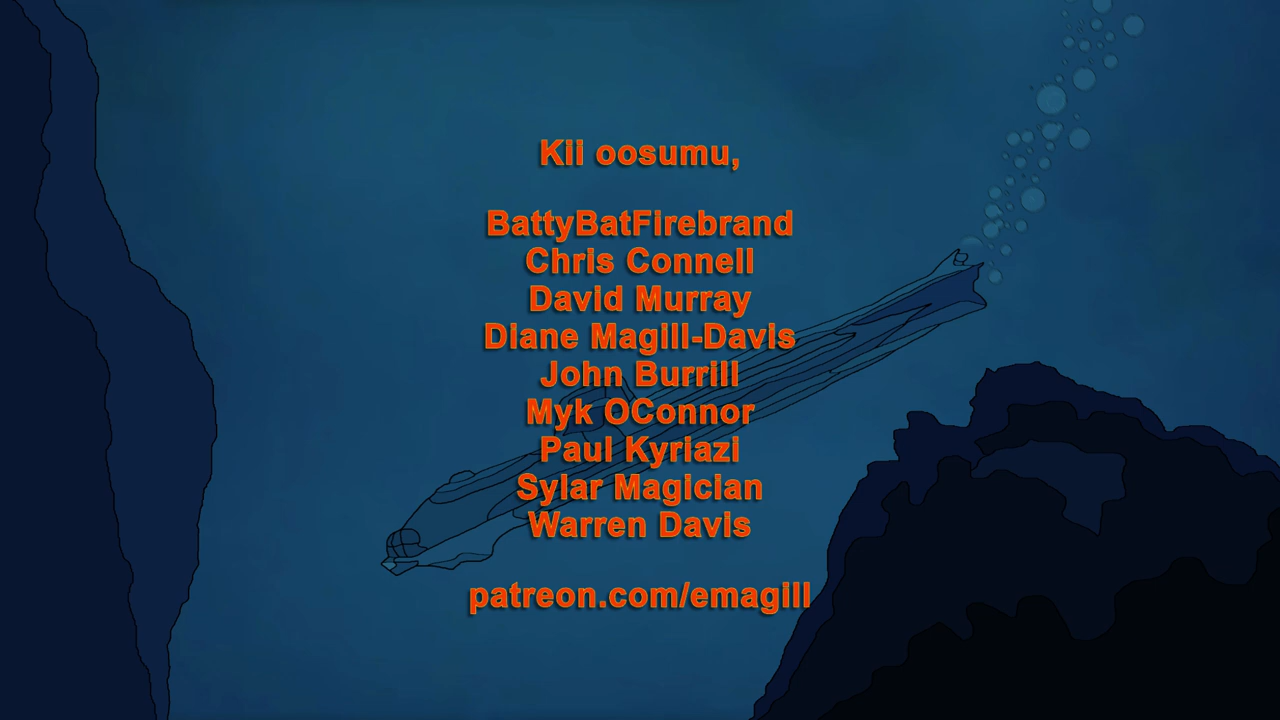 Kii oosumu,
BattyBatFirebrand
Chris Connell
David Murray
Diane Magill-Davis
John Burrill
Myk OConnor
Paul Kyriazi
Sylar Magician
Warren Davis
patreon.com/emagill